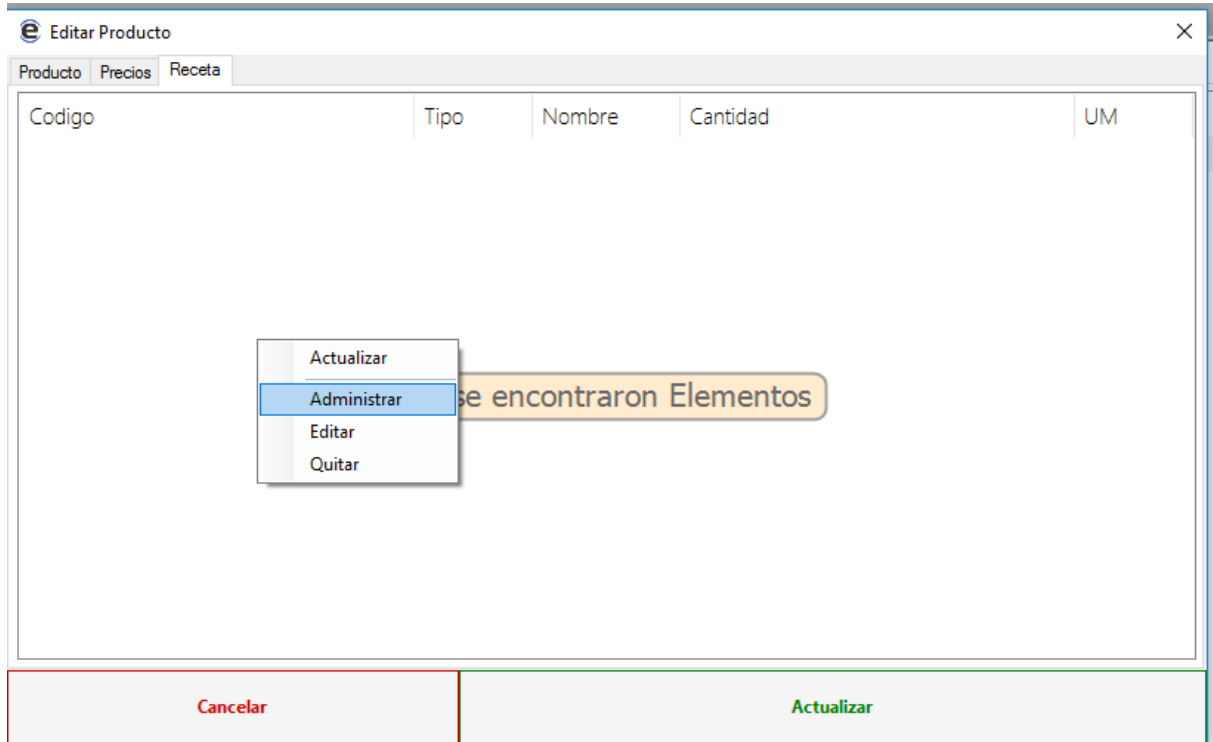 e Editar Producto
Producto Precios Receta
Codigo Tipo Nombre Cantidad UM
Actualizar
Administrar
se encontraron Elementos
Editar
Quitar
Cancelar Actualizar